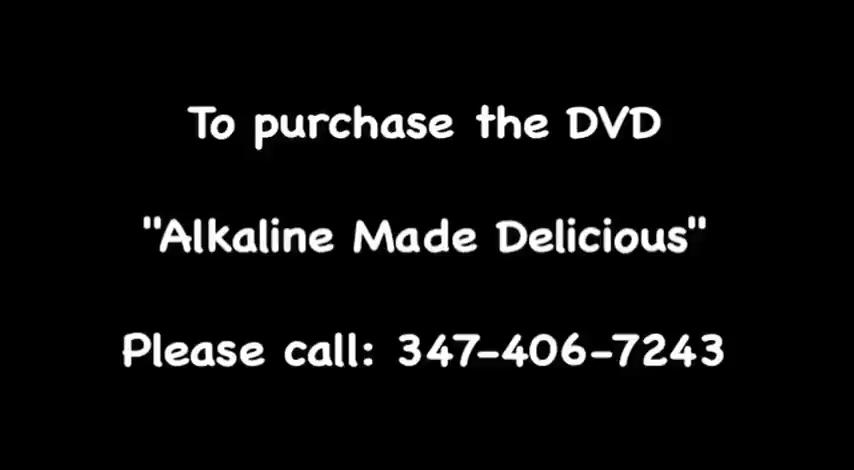 To purchase the DVD
"Alkaline Made Delicious"
Please call: 347-406-7243